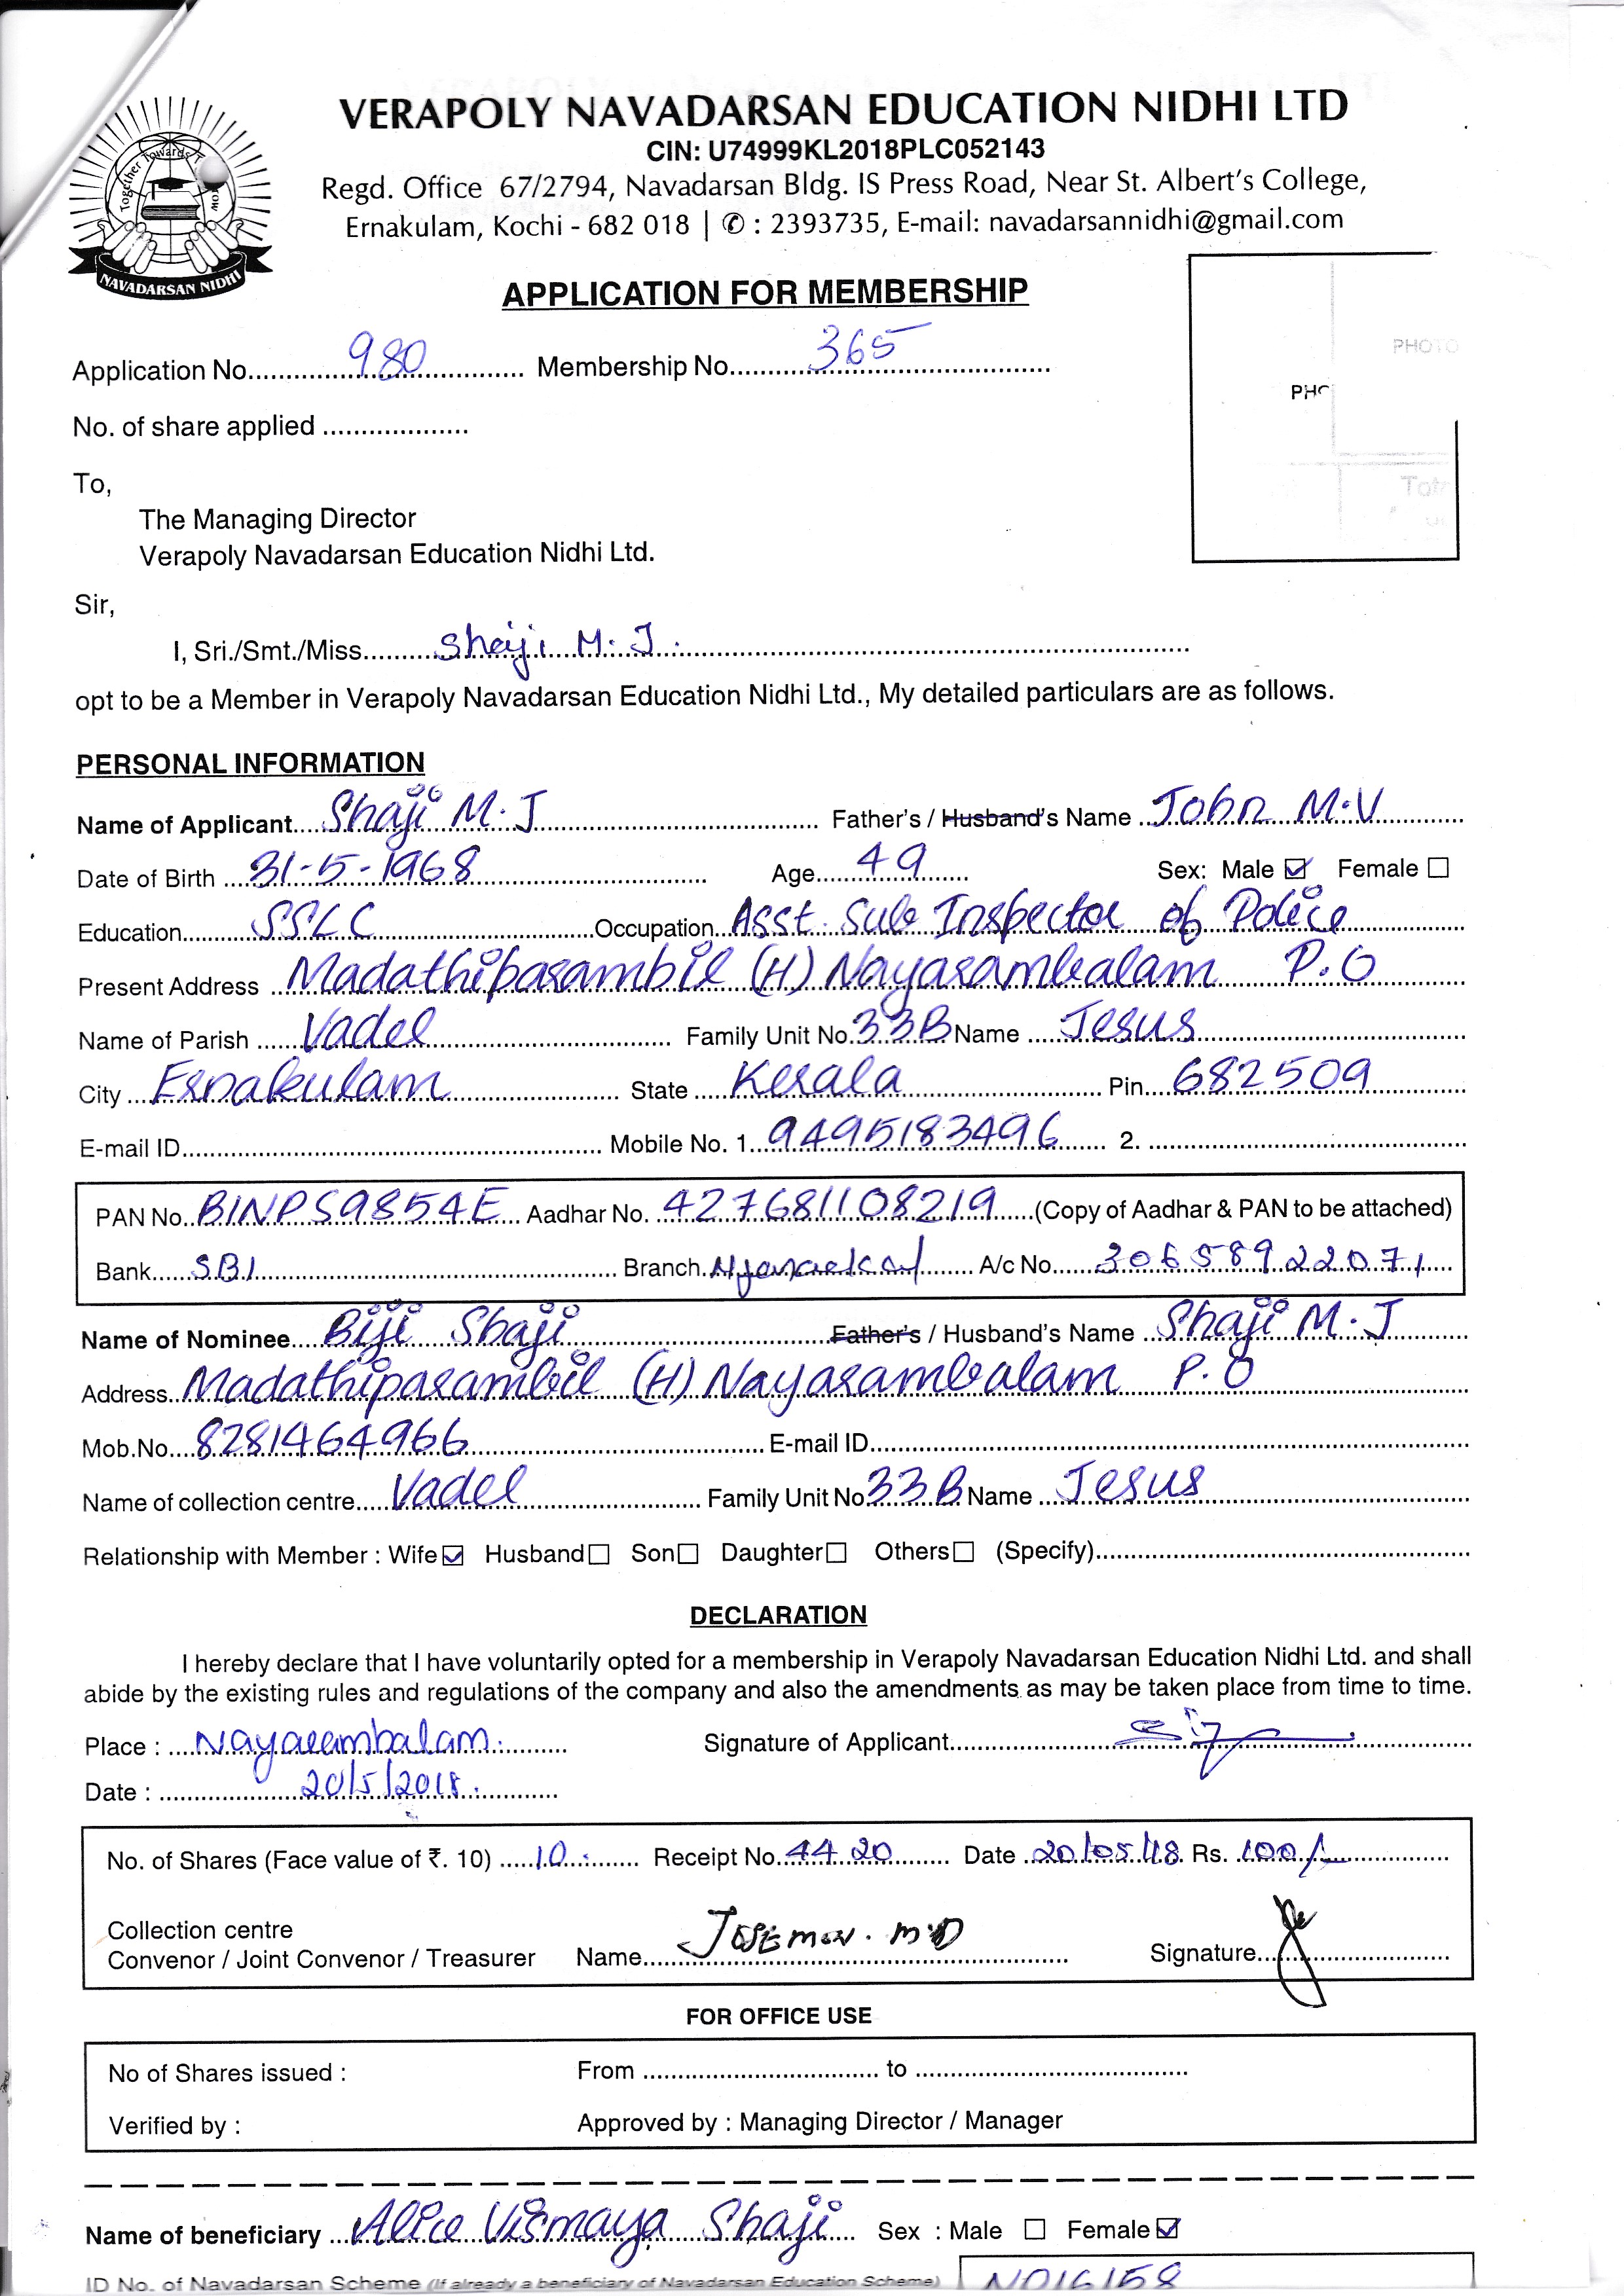 VERAPOLY NAVADARSAN EDUCATION NIDHI LTD
CIN: U74999KL2018PLC052143
Regd. Office 67/2794, Navadarsan Bldg. IS Press Road, Near St. Albert's College,
Ernakulam, Kochi - 682 018 | ✆ : 2393735, E-mail: navadarsannidhi@gmail.com
Together Towards
NAVADARSAN NIDHI
APPLICATION FOR MEMBERSHIP
Application No. 980 Membership No. 365
No. of share applied
To,
The Managing Director
Verapoly Navadarsan Education Nidhi Ltd.
Sir,
I, Sri./Smt./Miss. Shaji M.J.
opt to be a Member in Verapoly Navadarsan Education Nidhi Ltd., My detailed particulars are as follows.
PERSONAL INFORMATION
Name of Applicant Shaji M.J Father's / Husband's Name John M.V
Date of Birth 31-5-1968 Age 49 Sex: Male ☑ Female ☐
Education SSLC Occupation Asst. Sub Inspector of Police
Present Address Madathiparambil (H) Nayarambalam P.O
Name of Parish Vadel Family Unit No. 33B Name Jesus
City Ernakulam State Kerala Pin 682509
E-mail ID Mobile No. 1. 9495183496 2.
PAN No. BINPS9854E Aadhar No. 427681108219 (Copy of Aadhar & PAN to be attached)
Bank SBI Branch A/c No. 30658922071
Name of Nominee Biji Shaji Father's / Husband's Name Shaji M.J
Address Madathiparambil (H) Nayarambalam P.O
Mob.No. 8281464966 E-mail ID
Name of collection centre Vadel Family Unit No. 33B Name Jesus
Relationship with Member : Wife ☑ Husband ☐ Son ☐ Daughter ☐ Others ☐ (Specify)
DECLARATION
I hereby declare that I have voluntarily opted for a membership in Verapoly Navadarsan Education Nidhi Ltd. and shall
abide by the existing rules and regulations of the company and also the amendments as may be taken place from time to time.
Place : Nayarambalam. Signature of Applicant
Date : 20/5/2018.
No. of Shares (Face value of ₹. 10) 10 Receipt No. 4420 Date 20/05/18 Rs. 100/-
Collection centre
Convenor / Joint Convenor / Treasurer Name Josemon. M.D Signature
FOR OFFICE USE
No of Shares issued : From to
Verified by : Approved by : Managing Director / Manager
Name of beneficiary Alice Vismaya Shaji Sex : Male ☐ Female ☑
ID No. of Navadarsan Scheme (If already a beneficiary of Navadarsan Education Scheme) N016158